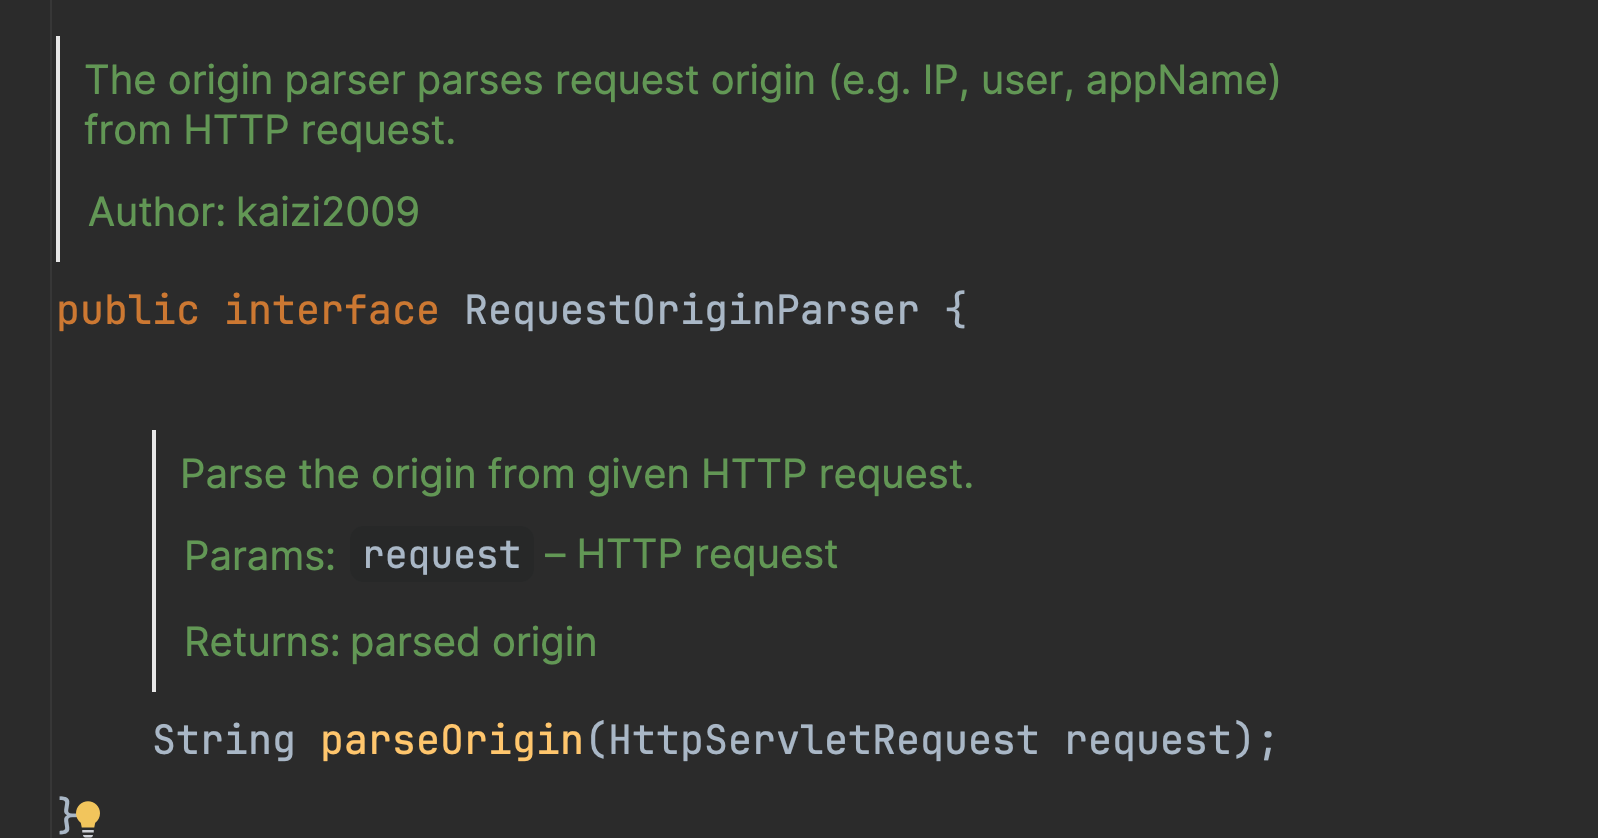 The origin parser parses request origin (e.g. IP, user, appName)
from HTTP request.
Author: kaizi2009
public interface RequestOriginParser {
Parse the origin from given HTTP request.
Params: request – HTTP request
Returns: parsed origin
String parseOrigin(HttpServletRequest request);
}